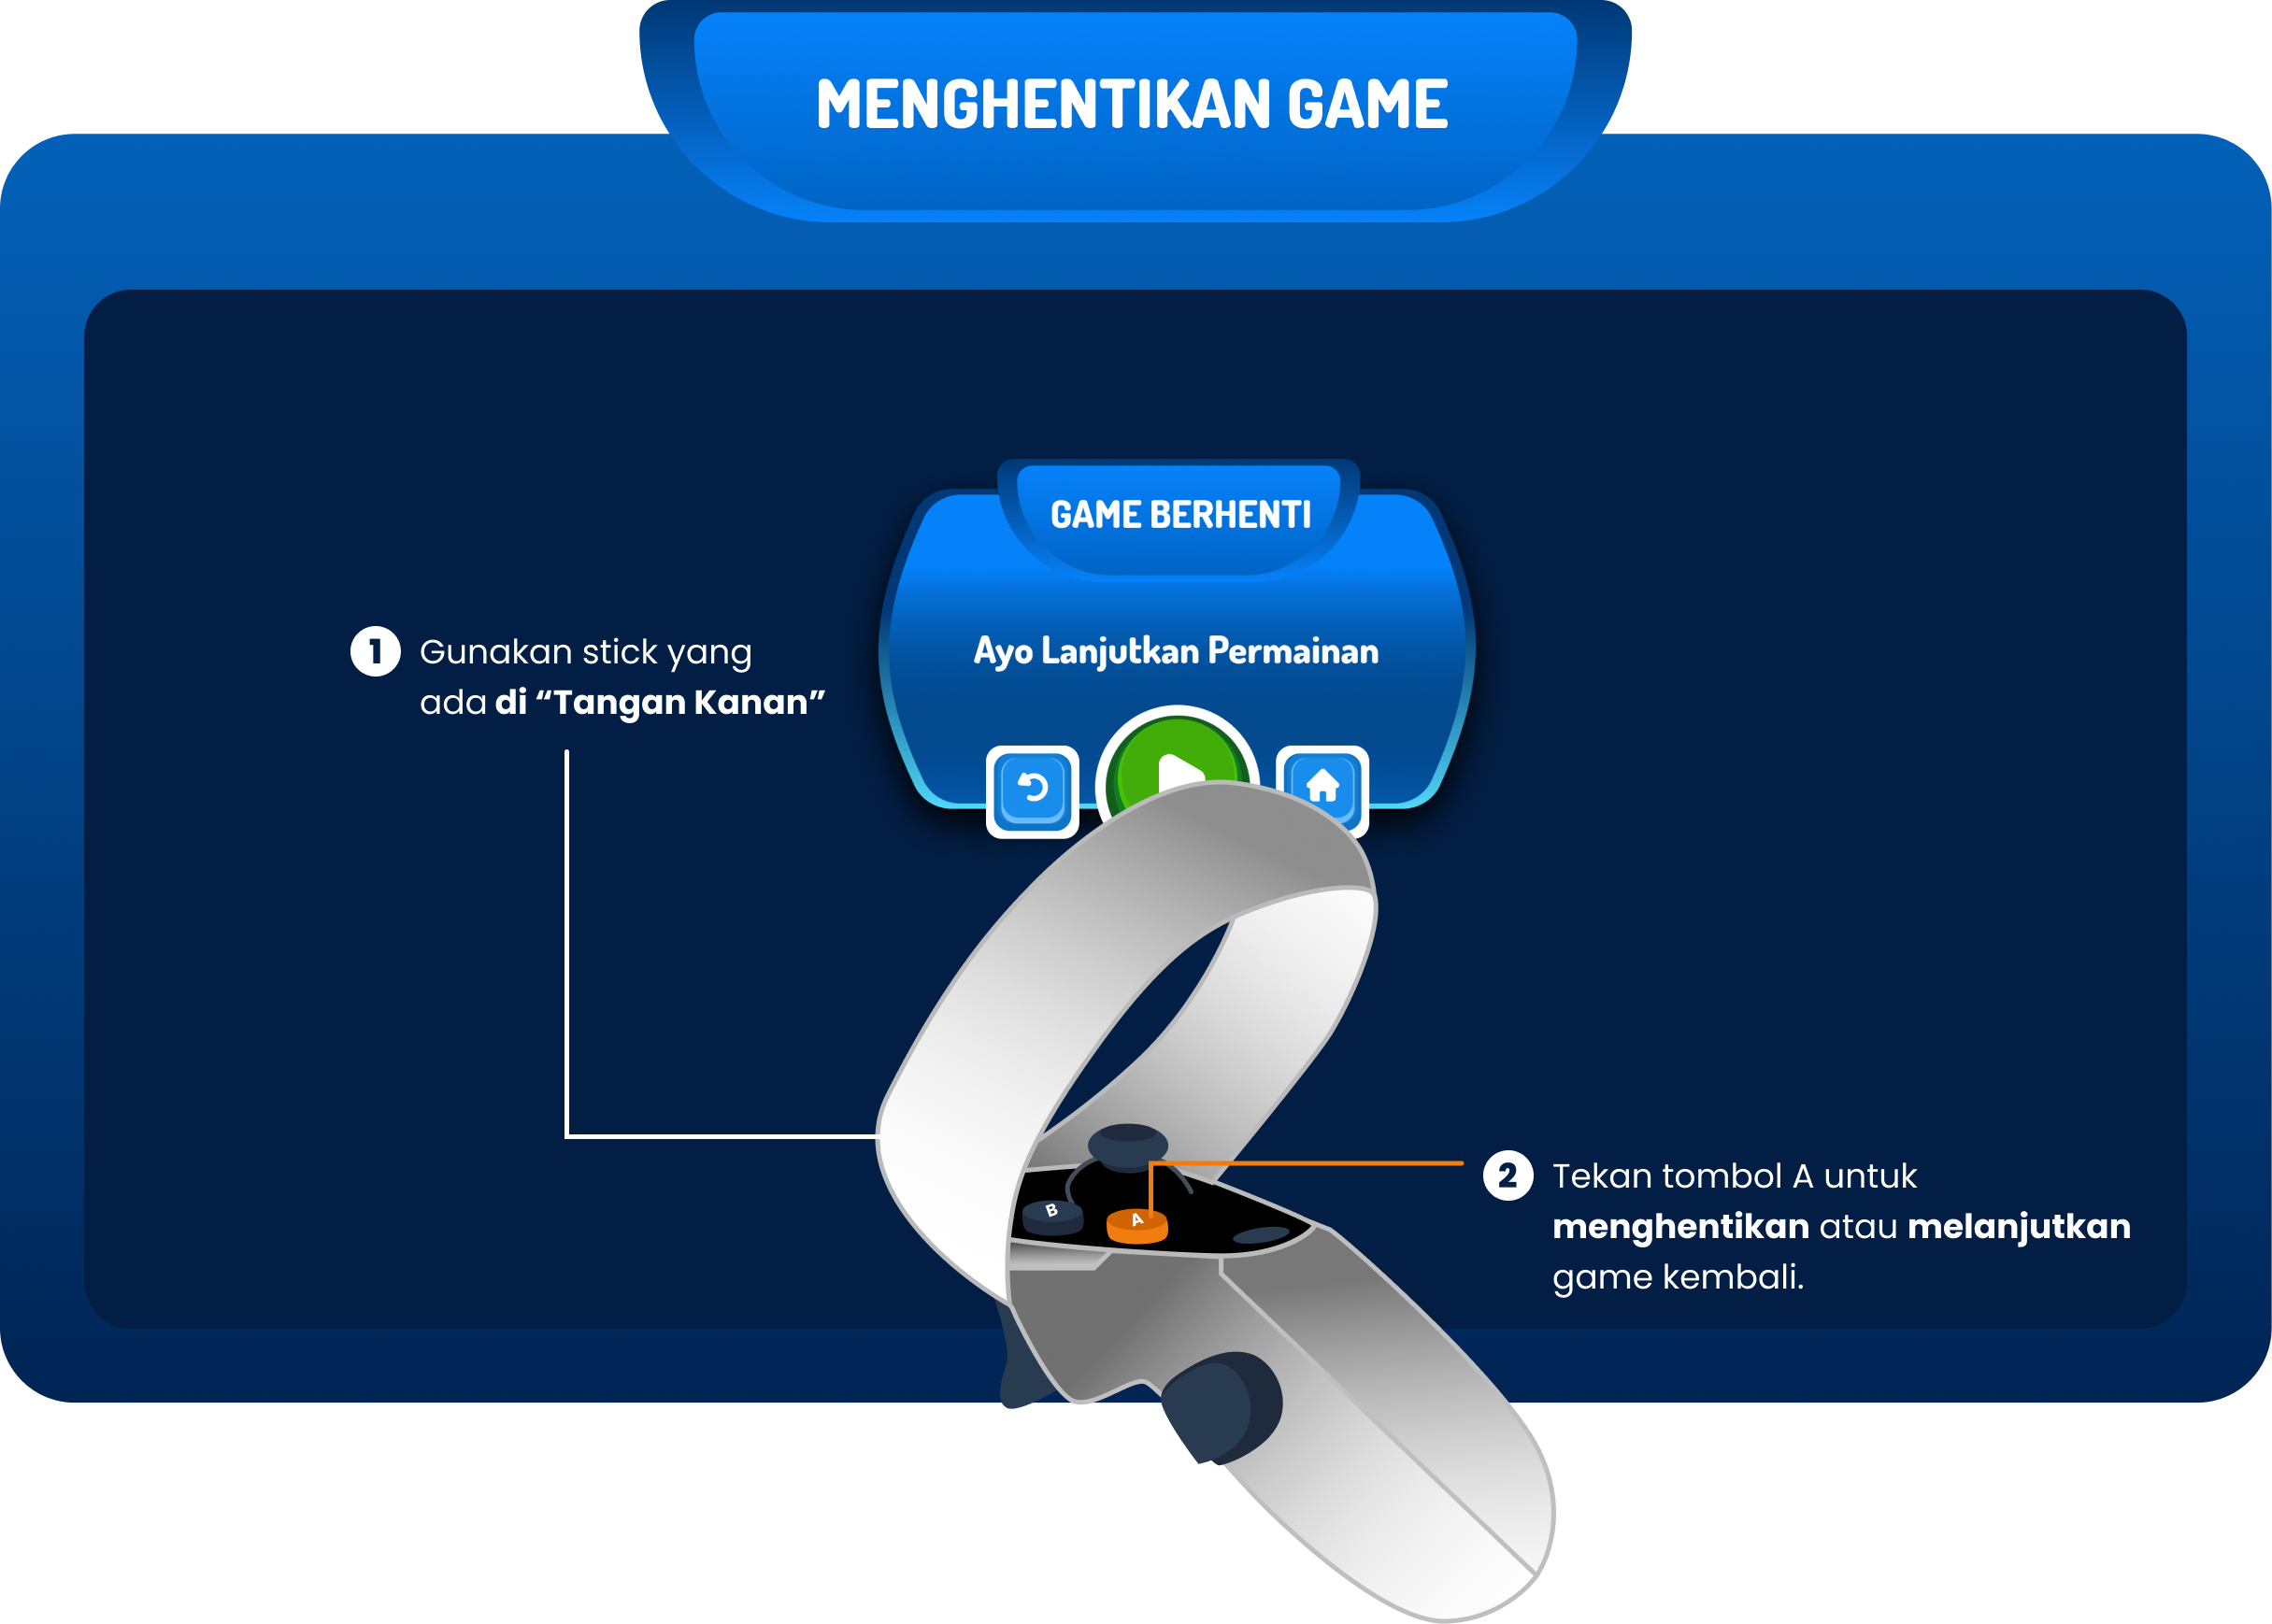 MENGHENTIKAN GAME
GAME BERHENTI
Ayo Lanjutkan Permainan
1 Gunakan stick yang
ada di “Tangan Kanan”
B
A
2 Tekan tombol A untuk
menghentikan atau melanjutkan
game kembali.